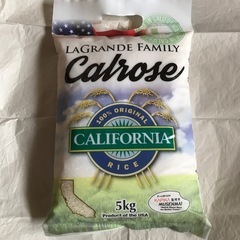 LAGRANDE FAMILY
Calrose
100% ORIGINAL
CALIFORNIA
RICE
5kg
Product of the USA